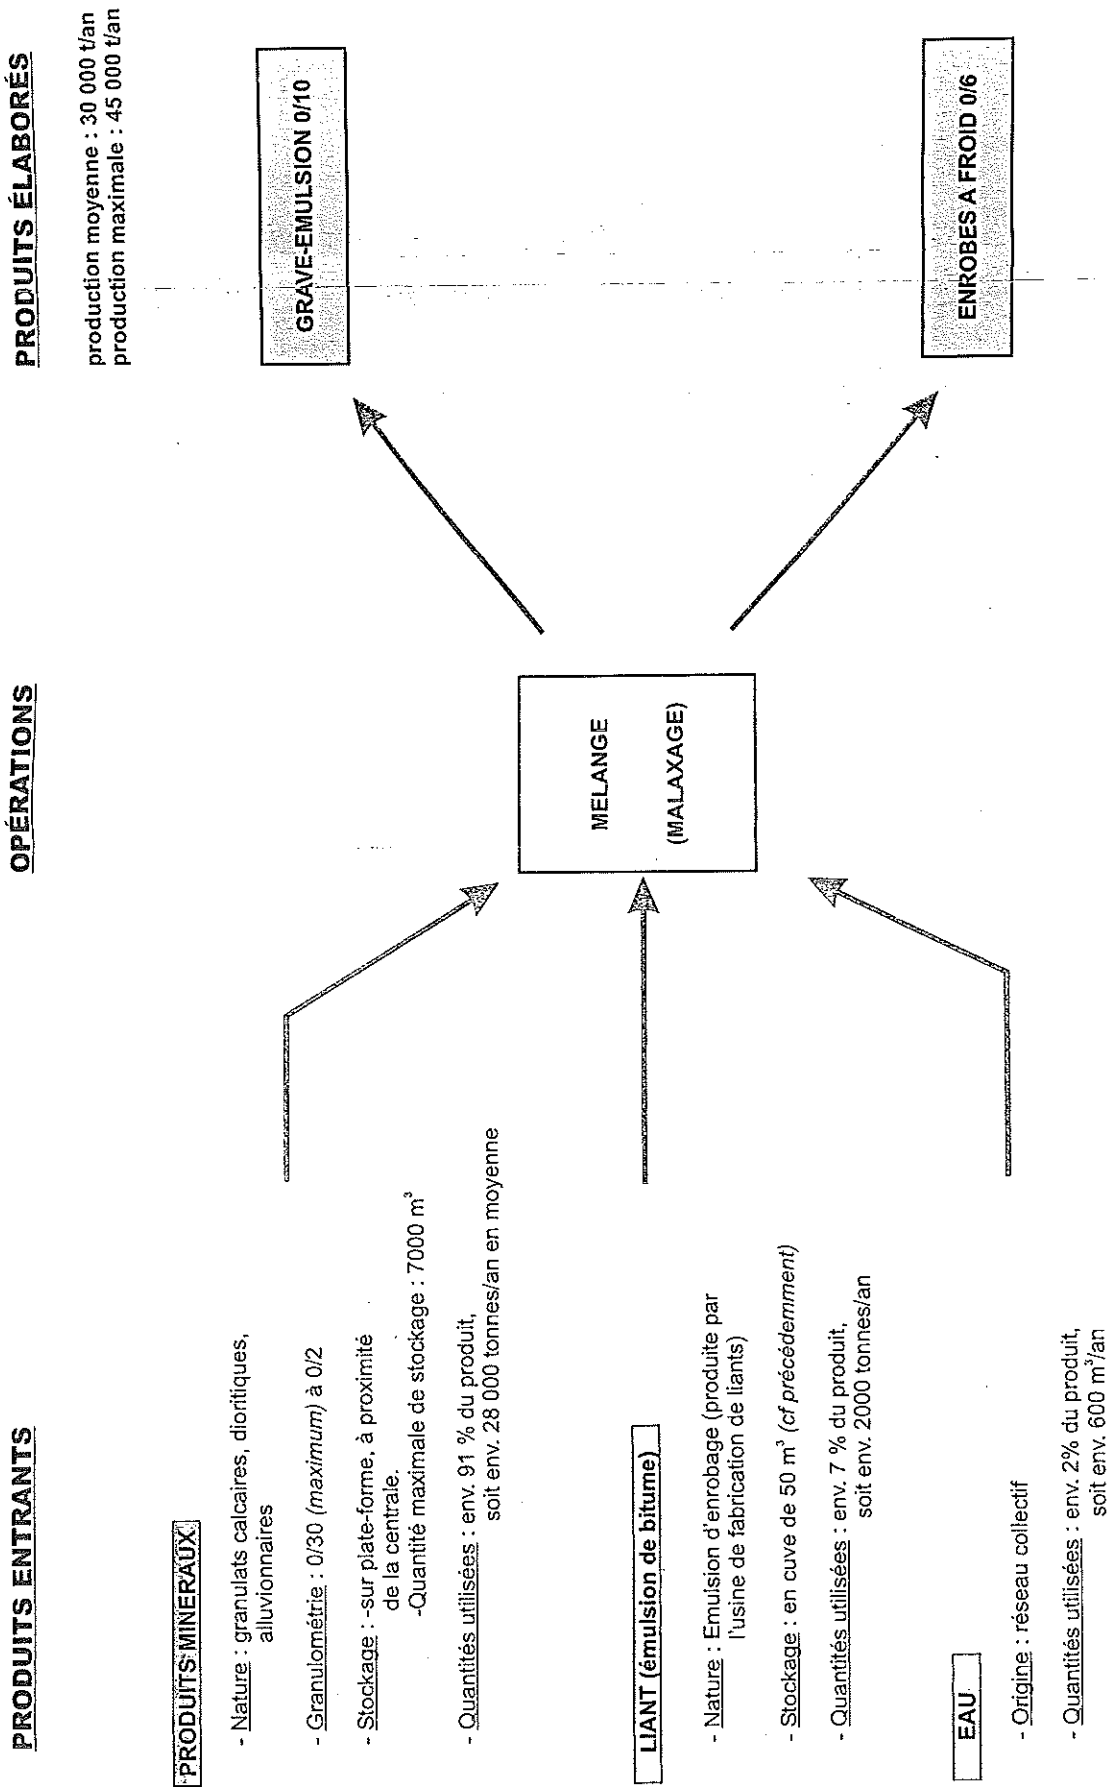 PRODUITS ENTRANTS
PRODUITS MINERAUX
- Nature : granulats calcaires, dioritiques,
alluvionnaires
- Granulométrie : 0/30 (maximum) à 0/2
- Stockage : -sur plate-forme, à proximité
de la centrale.
-Quantité maximale de stockage : 7000 m³
- Quantités utilisées : env. 91 % du produit,
soit env. 28 000 tonnes/an en moyenne
LIANT (émulsion de bitume)
- Nature : Emulsion d'enrobage (produite par
l'usine de fabrication de liants)
- Stockage : en cuve de 50 m³ (cf précédemment)
- Quantités utilisées : env. 7 % du produit,
soit env. 2000 tonnes/an
EAU
- Origine : réseau collectif
- Quantités utilisées : env. 2% du produit,
soit env. 600 m³/an
OPÉRATIONS
MELANGE
(MALAXAGE)
PRODUITS ÉLABORÉS
production moyenne : 30 000 t/an
production maximale : 45 000 t/an
GRAVE-EMULSION 0/10
ENROBES A FROID 0/6